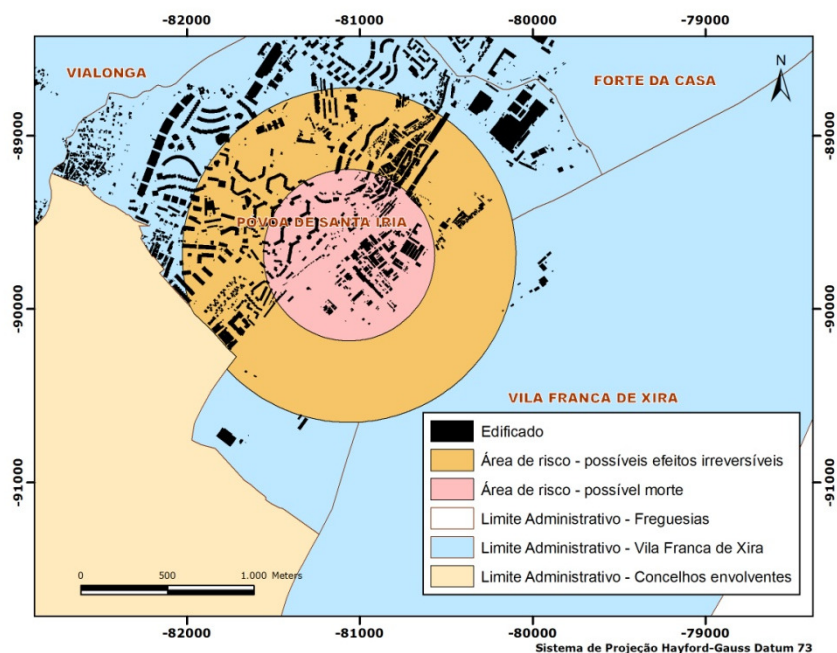 -82000 -81000 -80000 -79000
VIALONGA
FORTE DA CASA
N
-89000 -89000
POVOA DE SANTA IRIA
-90000 -90000
VILA FRANCA DE XIRA
Edificado
Área de risco - possíveis efeitos irreversíveis
-91000 -91000
Área de risco - possível morte
Limite Administrativo - Freguesias
Limite Administrativo - Vila Franca de Xira
Limite Administrativo - Concelhos envolventes
0 500 1.000 Meters
-82000 -81000 -80000 -79000
Sistema de Projeção Hayford-Gauss Datum 73